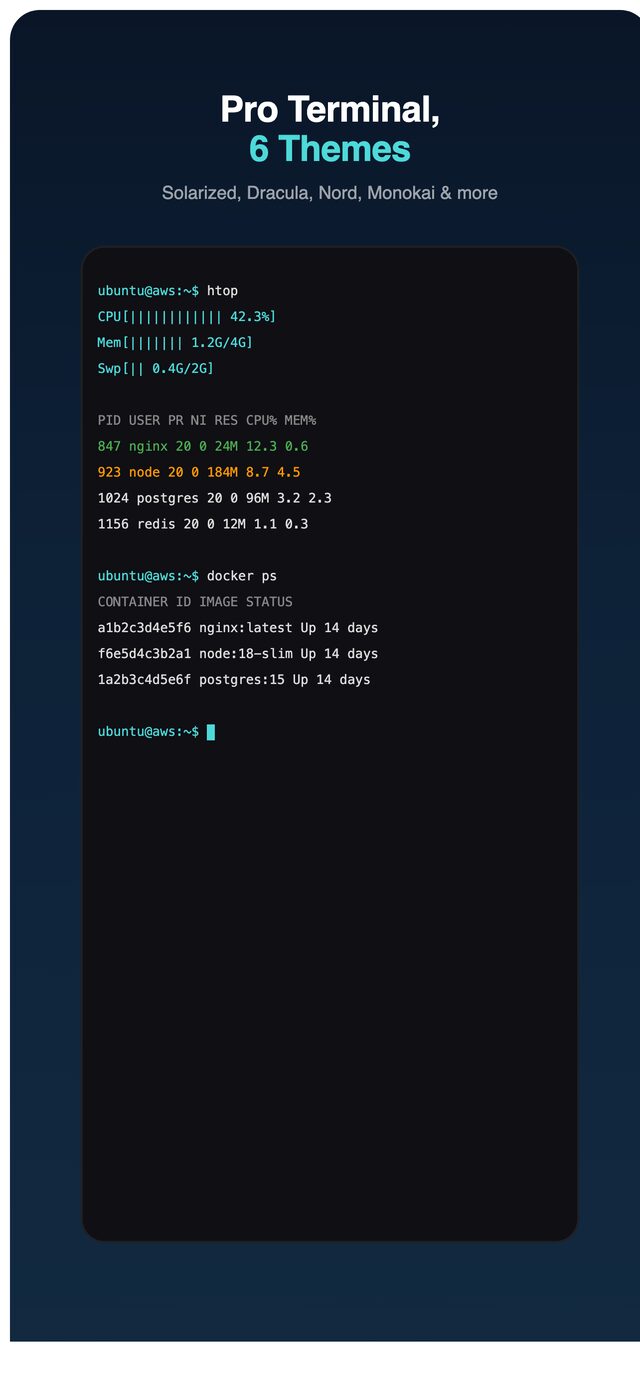 Pro Terminal,
6 Themes
Solarized, Dracula, Nord, Monokai & more
ubuntu@aws:~$ htop
CPU[|||||||||||| 42.3%]
Mem[||||||| 1.2G/4G]
Swp[|| 0.4G/2G]
PID USER PR NI RES CPU% MEM%
847 nginx 20 0 24M 12.3 0.6
923 node 20 0 184M 8.7 4.5
1024 postgres 20 0 96M 3.2 2.3
1156 redis 20 0 12M 1.1 0.3
ubuntu@aws:~$ docker ps
CONTAINER ID IMAGE STATUS
a1b2c3d4e5f6 nginx:latest Up 14 days
f6e5d4c3b2a1 node:18-slim Up 14 days
1a2b3c4d5e6f postgres:15 Up 14 days
ubuntu@aws:~$